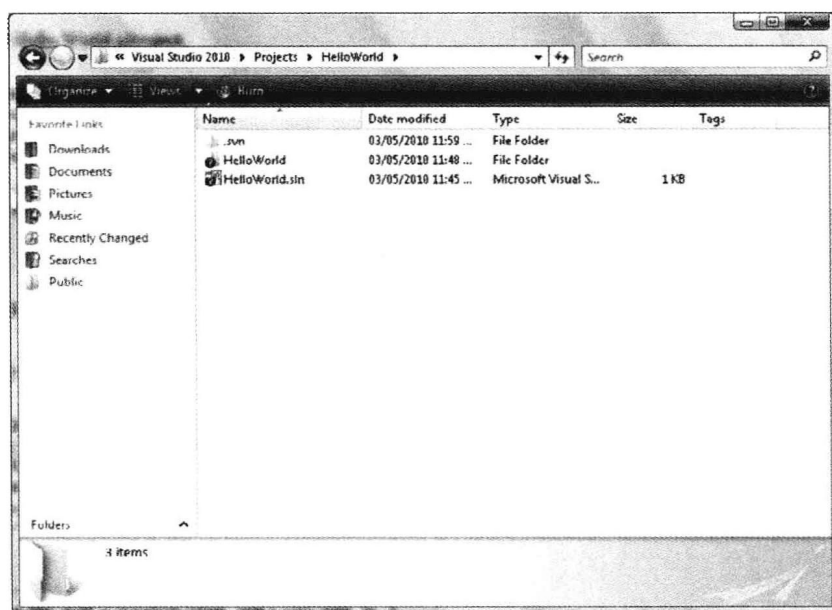 « Visual Studio 2010 ▸ Projects ▸ HelloWorld ▸ Search
Organize Views Burn
Favorite Links
Name Date modified Type Size Tags
Downloads
Documents
Pictures
Music
Recently Changed
Searches
Public
.svn 03/05/2010 11:59 ... File Folder
HelloWorld 03/05/2010 11:48 ... File Folder
HelloWorld.sln 03/05/2010 11:45 ... Microsoft Visual S... 1 KB
Folders
3 items